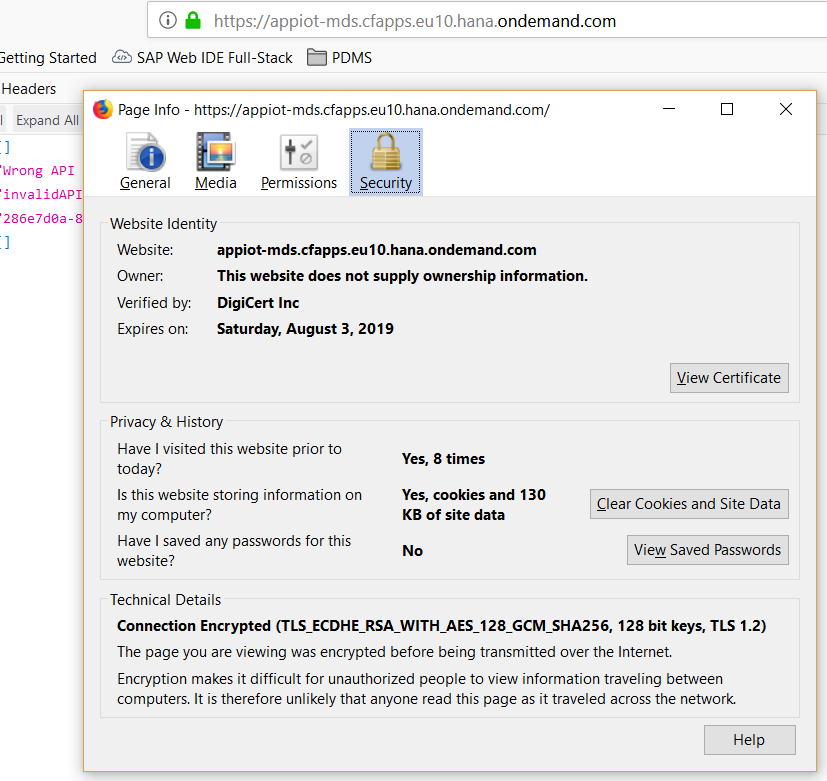 https://appiot-mds.cfapps.eu10.hana.ondemand.com
Getting Started SAP Web IDE Full-Stack PDMS
Headers
Expand All
[]
"Wrong API
"invalidAPI
"286e7d0a-8
[]
Page Info - https://appiot-mds.cfapps.eu10.hana.ondemand.com/
General Media Permissions Security
Website Identity
Website: appiot-mds.cfapps.eu10.hana.ondemand.com
Owner: This website does not supply ownership information.
Verified by: DigiCert Inc
Expires on: Saturday, August 3, 2019
View Certificate
Privacy & History
Have I visited this website prior to
today?
Yes, 8 times
Is this website storing information on
my computer?
Yes, cookies and 130
KB of site data
Clear Cookies and Site Data
Have I saved any passwords for this
website?
No
View Saved Passwords
Technical Details
Connection Encrypted (TLS_ECDHE_RSA_WITH_AES_128_GCM_SHA256, 128 bit keys, TLS 1.2)
The page you are viewing was encrypted before being transmitted over the Internet.
Encryption makes it difficult for unauthorized people to view information traveling between
computers. It is therefore unlikely that anyone read this page as it traveled across the network.
Help